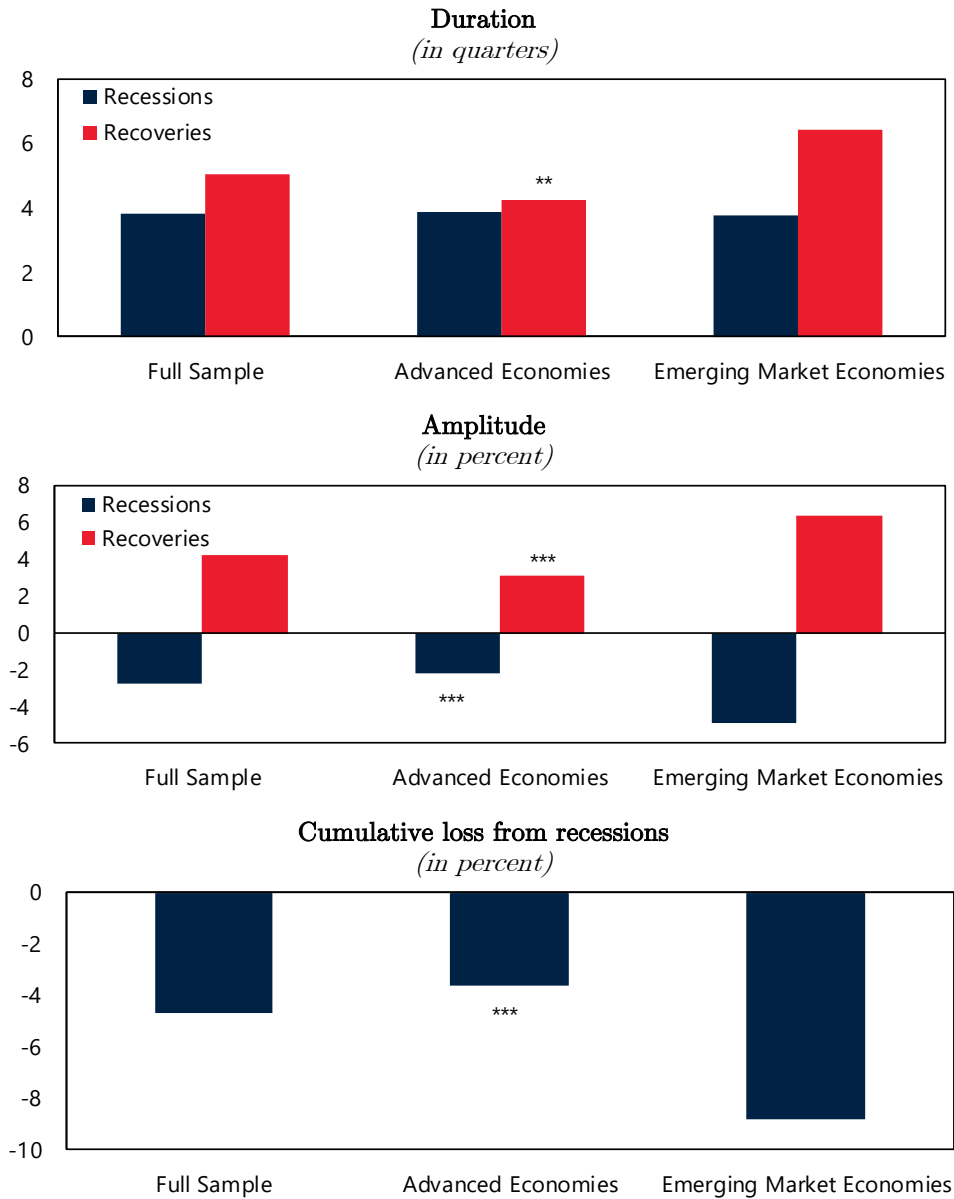 Duration
(in quarters)
8
Recessions
Recoveries
6
**
4
2
0
Full Sample Advanced Economies Emerging Market Economies
Amplitude
(in percent)
8
Recessions
6
Recoveries
4
***
2
0
-2
***
-4
-6
Full Sample Advanced Economies Emerging Market Economies
Cumulative loss from recessions
(in percent)
0
-2
-4
***
-6
-8
-10
Full Sample Advanced Economies Emerging Market Economies